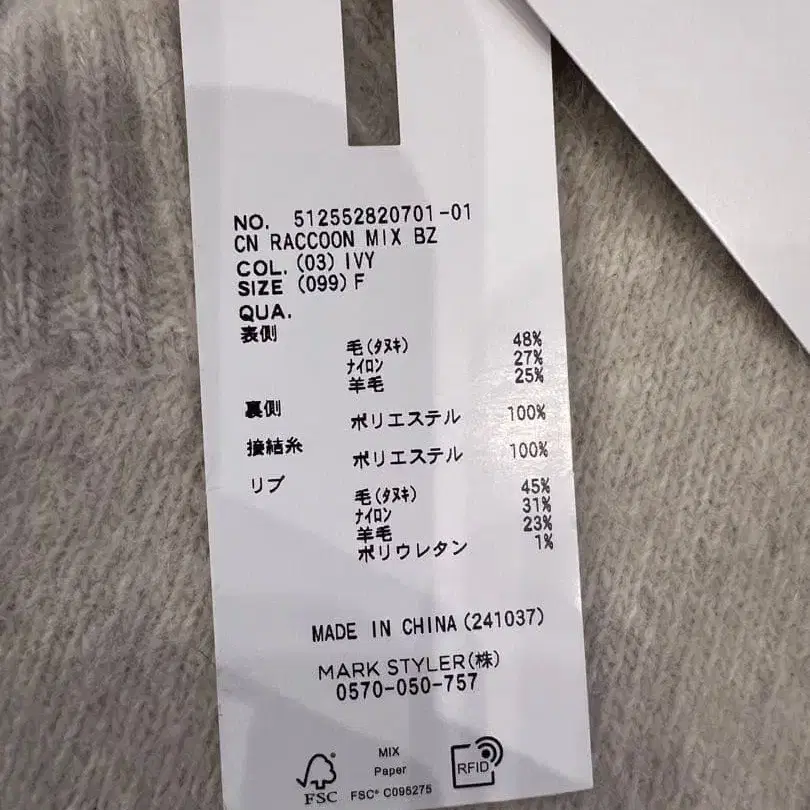 NO. 512552820701-01
CN RACCOON MIX BZ
COL. (03) IVY
SIZE (099) F
QUA.
表側
毛(タヌキ) 48%
ナイロン 27%
羊毛 25%
裏側 ポリエステル 100%
接結糸 ポリエステル 100%
リブ
毛(タヌキ) 45%
ナイロン 31%
羊毛 23%
ポリウレタン 1%
MADE IN CHINA (241037)
MARK STYLER(株)
0570-050-757
FSC
MIX
Paper
FSC® C095275
RFID